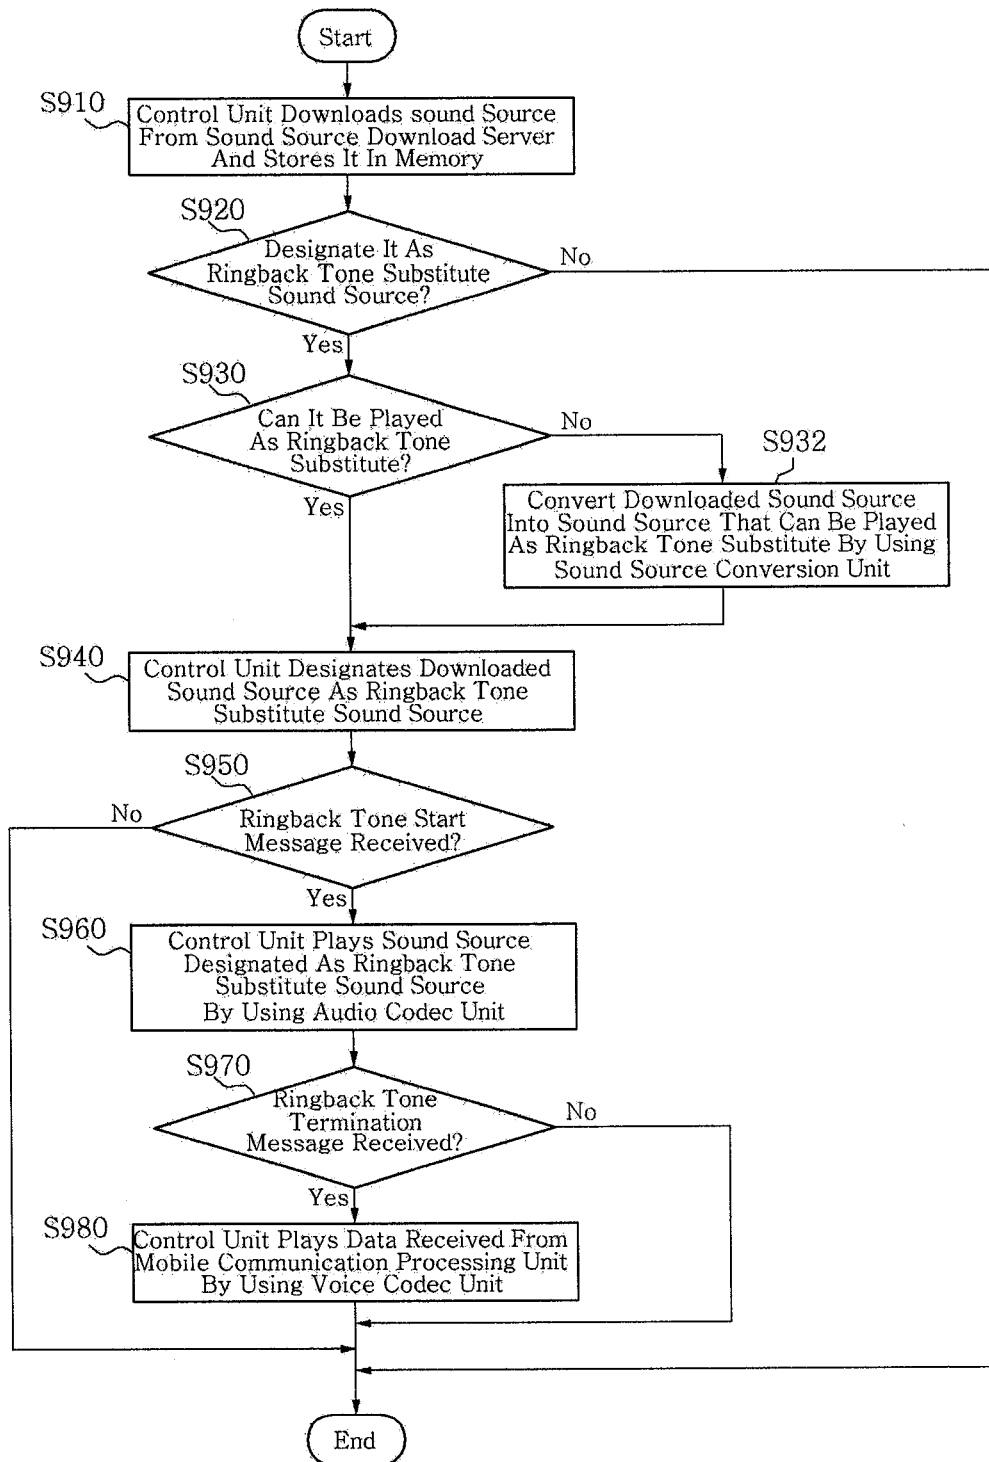 Start
S910
Control Unit Downloads sound Source
From Sound Source Download Server
And Stores It In Memory
S920
Designate It As
Ringback Tone Substitute
Sound Source?
No
Yes
S930
Can It Be Played
As Ringback Tone
Substitute?
No
Yes
S932
Convert Downloaded Sound Source
Into Sound Source That Can Be Played
As Ringback Tone Substitute By Using
Sound Source Conversion Unit
S940
Control Unit Designates Downloaded
Sound Source As Ringback Tone
Substitute Sound Source
S950
No
Ringback Tone Start
Message Received?
Yes
S960
Control Unit Plays Sound Source
Designated As Ringback Tone
Substitute Sound Source
By Using Audio Codec Unit
S970
Ringback Tone
Termination
Message Received?
No
Yes
S980
Control Unit Plays Data Received From
Mobile Communication Processing Unit
By Using Voice Codec Unit
End